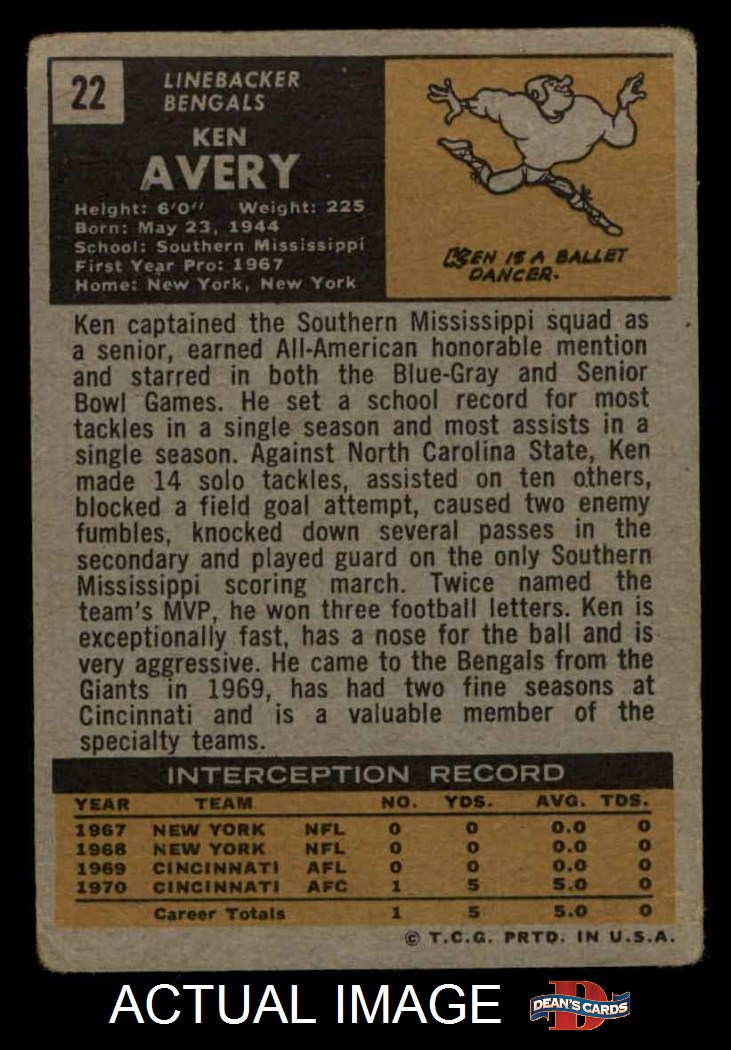 22
LINEBACKER
BENGALS
KEN
AVERY
Height: 6'0" Weight: 225
Born: May 23, 1944
School: Southern Mississippi
First Year Pro: 1967
Home: New York, New York
KEN IS A BALLET
DANCER.
Ken captained the Southern Mississippi squad as
a senior, earned All-American honorable mention
and starred in both the Blue-Gray and Senior
Bowl Games. He set a school record for most
tackles in a single season and most assists in a
single season. Against North Carolina State, Ken
made 14 solo tackles, assisted on ten others,
blocked a field goal attempt, caused two enemy
fumbles, knocked down several passes in the
secondary and played guard on the only Southern
Mississippi scoring march. Twice named the
team's MVP, he won three football letters. Ken is
exceptionally fast, has a nose for the ball and is
very aggressive. He came to the Bengals from the
Giants in 1969, has had two fine seasons at
Cincinnati and is a valuable member of the
specialty teams.
INTERCEPTION RECORD
YEAR TEAM NO. YDS. AVG. TDS.
1967 NEW YORK NFL 0 0 0.0 0
1968 NEW YORK NFL 0 0 0.0 0
1969 CINCINNATI AFL 0 0 0.0 0
1970 CINCINNATI AFC 1 5 5.0 0
Career Totals 1 5 5.0 0
© T.C.G. PRTD. IN U.S.A.
ACTUAL IMAGE
D
DEAN'S CARDS